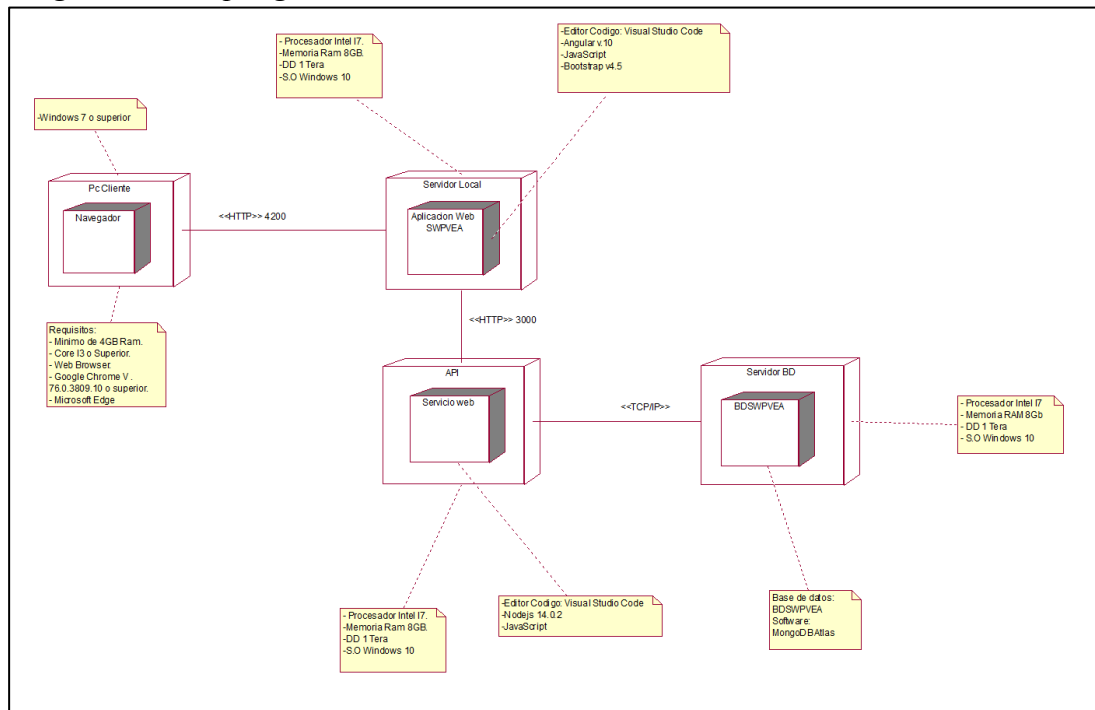 - Procesador Intel I7.
-Memoria Ram 8GB.
-DD 1 Tera
-S.O Windows 10
-Editor Codigo: Visual Studio Code
-Angular v.10
-JavaScript
-Bootstrap v4.5
-Windows 7 o superior
Pc Cliente
Navegador
<<HTTP>> 4200
Servidor Local
Aplicacion Web
SWPVEA
Requisitos:
- Minimo de 4GB Ram.
- Core I3 o Superior.
- Web Browser.
- Google Chrome V .
76.0.3809.10 o superior.
- Microsoft Edge
<<HTTP>> 3000
API
Servicio web
<<TCP/IP>>
Servidor BD
BDSWPVEA
- Procesador Intel I7
- Memoria RAM 8Gb
- DD 1 Tera
- S.O Windows 10
- Procesador Intel I7.
-Memoria Ram 8GB.
-DD 1 Tera
-S.O Windows 10
-Editor Codigo: Visual Studio Code
-Nodejs 14.0.2
-JavaScript
Base de datos:
BDSWPVEA
Software:
MongoDBAtlas